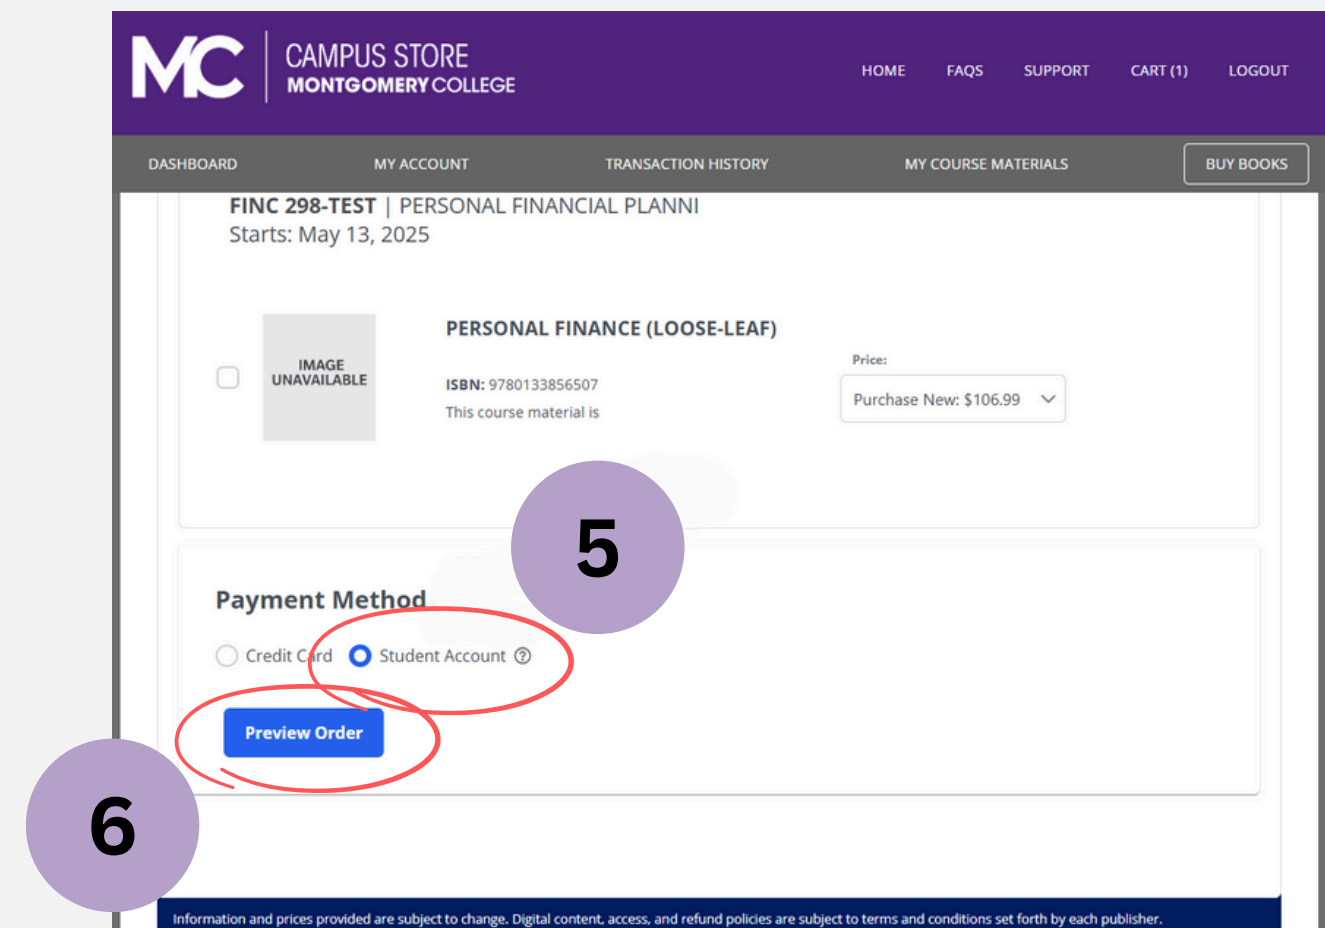 MC CAMPUS STORE
MONTGOMERY COLLEGE
HOME FAQS SUPPORT CART (1) LOGOUT
DASHBOARD MY ACCOUNT TRANSACTION HISTORY MY COURSE MATERIALS BUY BOOKS
FINC 298-TEST | PERSONAL FINANCIAL PLANNI
Starts: May 13, 2025
IMAGE
UNAVAILABLE
PERSONAL FINANCE (LOOSE-LEAF)
ISBN: 9780133856507
This course material is
Price:
Purchase New: $106.99
5
Payment Method
Credit Card Student Account ?
Preview Order
6
Information and prices provided are subject to change. Digital content, access, and refund policies are subject to terms and conditions set forth by each publisher.